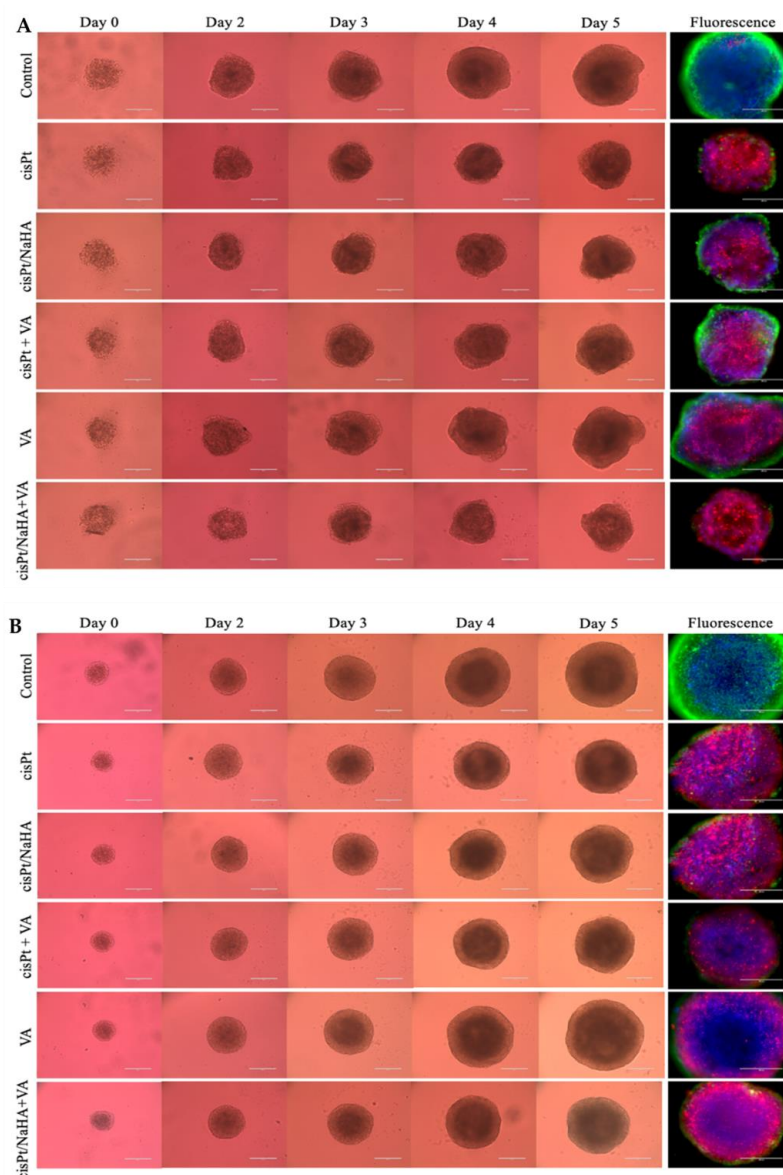 A
Day 0 Day 2 Day 3 Day 4 Day 5 Fluorescence
Control
cisPt
cisPt/NaHA
cisPt + VA
VA
cisPt/NaHA+VA
B
Day 0 Day 2 Day 3 Day 4 Day 5 Fluorescence
Control
cisPt
cisPt/NaHA
cisPt + VA
VA
cisPt/NaHA+VA